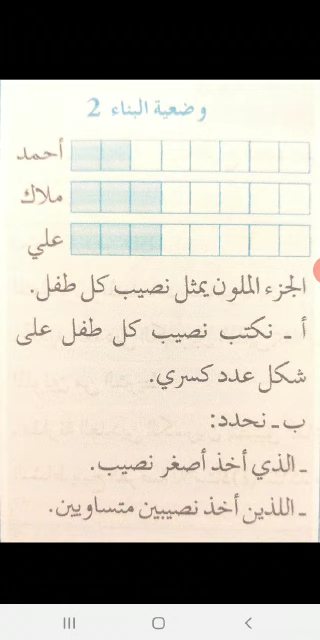 وضعية البناء 2
أحمد
ملاك
علي
الجزء الملون يمثل نصيب كل طفل.
أ ـ نكتب نصيب كل طفل على
شكل عدد كسري.
ب ـ نحدد:
ـ الذي أخذ أصغر نصيب.
ـ اللذين أخذ نصيبين متساويين.